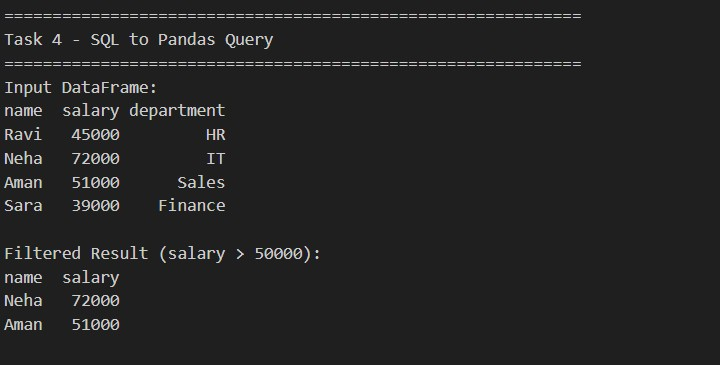 ============================================================
Task 4 - SQL to Pandas Query
============================================================
Input DataFrame:
name  salary department
Ravi   45000         HR
Neha   72000         IT
Aman   51000      Sales
Sara   39000    Finance

Filtered Result (salary > 50000):
name  salary
Neha   72000
Aman   51000